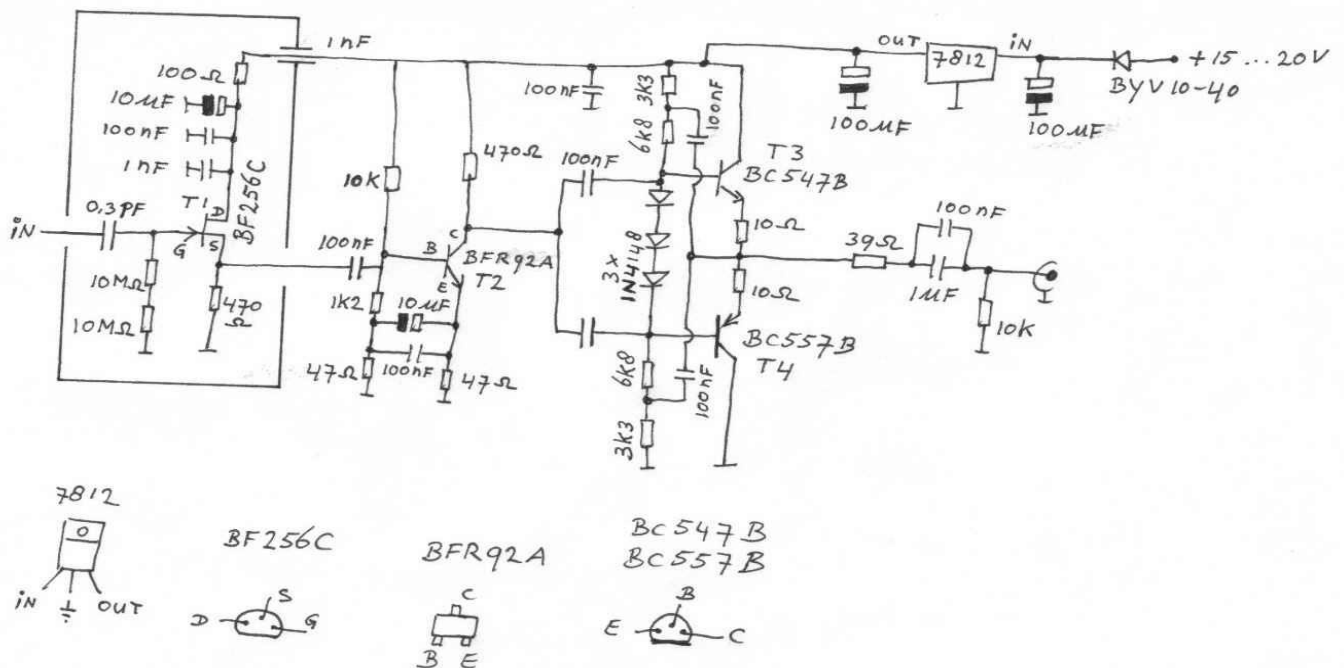 1nF
OUT
7812
iN
+15...20V
BYV10-40
100Ω
10µF
100nF
1nF
100nF
3k3
100nF
6k8
100µF
100µF
10K
470Ω
100nF
T3
BC547B
T1
D
G
S
BF256C
0,3PF
iN
10MΩ
10MΩ
470Ω
100nF
B
C
E
BFR92A
T2
1K2
10µF
100nF
47Ω
47Ω
3x
1N4148
10Ω
10Ω
39Ω
100nF
1µF
10K
BC557B
T4
6k8
100nF
3k3
7812
iN
OUT
BF256C
D
S
G
BFR92A
C
B E
BC547B
BC557B
B
E
C